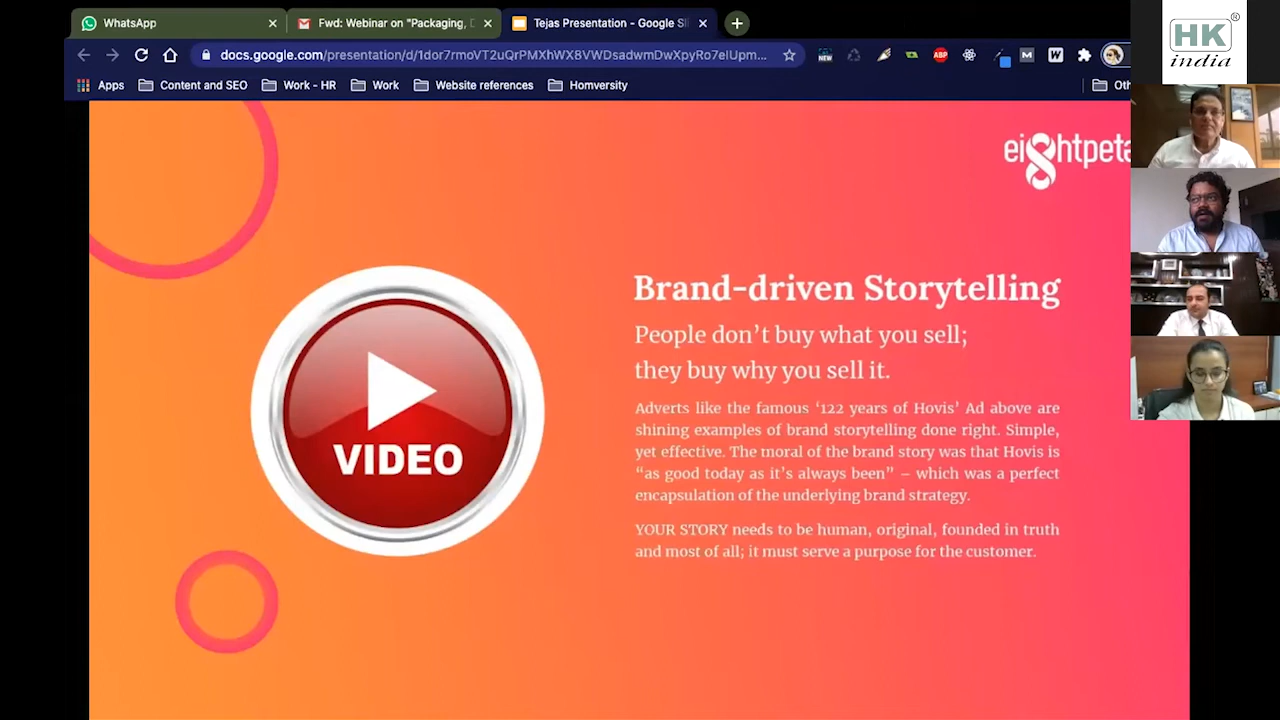 WhatsApp
Fwd: Webinar on "Packaging,
Tejas Presentation - Google Sli
docs.google.com/presentation/d/
NEW
ABP
M
W
Apps
Content and SEO
Work - HR
Work
Website references
Homversity
Oth
HK
®
india
ei8htpeta
Brand-driven Storytelling
People don’t buy what you sell;
they buy why you sell it.
Adverts like the famous ‘122 years of Hovis’ Ad above are
shining examples of brand storytelling done right. Simple,
yet effective. The moral of the brand story was that Hovis is
“as good today as it’s always been” – which was a perfect
encapsulation of the underlying brand strategy.
YOUR STORY needs to be human, original, founded in truth
and most of all; it must serve a purpose for the customer.
VIDEO